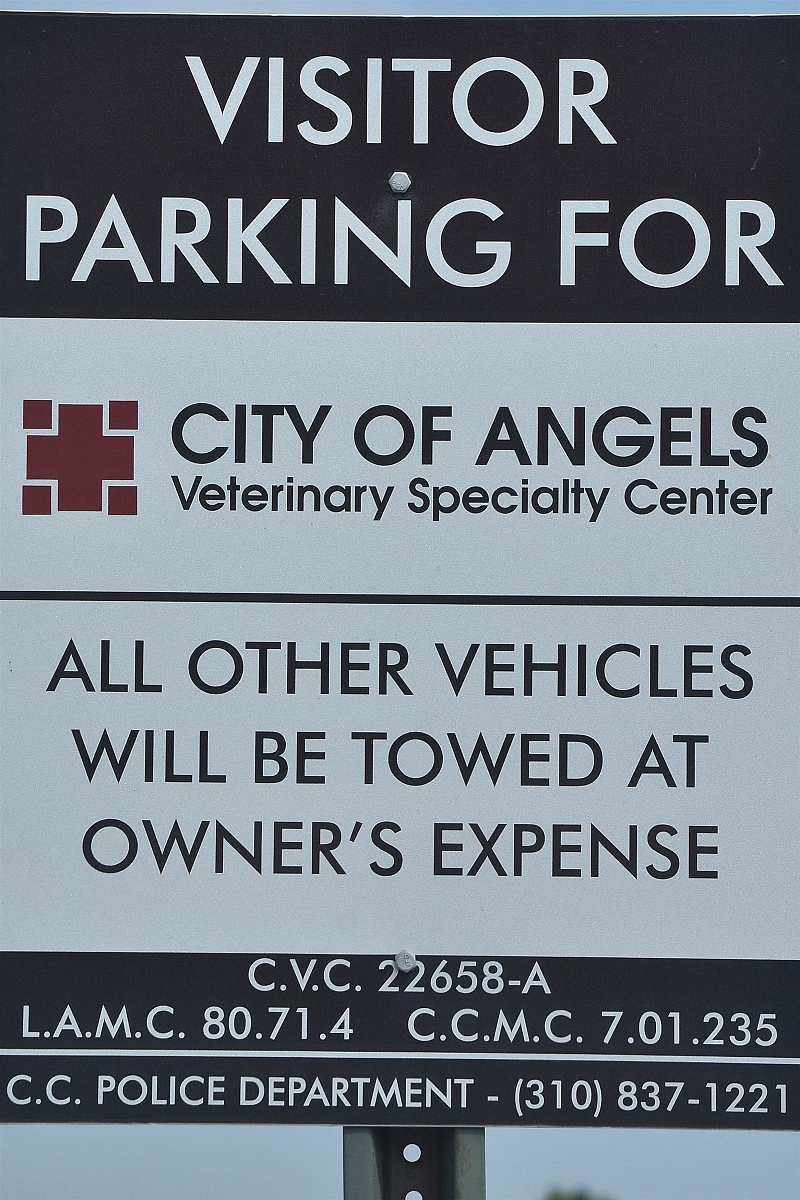 VISITOR
PARKING FOR
CITY OF ANGELS
Veterinary Specialty Center
ALL OTHER VEHICLES
WILL BE TOWED AT
OWNER'S EXPENSE
C.V.C. 22658-A
L.A.M.C. 80.71.4 C.C.M.C. 7.01.235
C.C. POLICE DEPARTMENT - (310) 837-1221